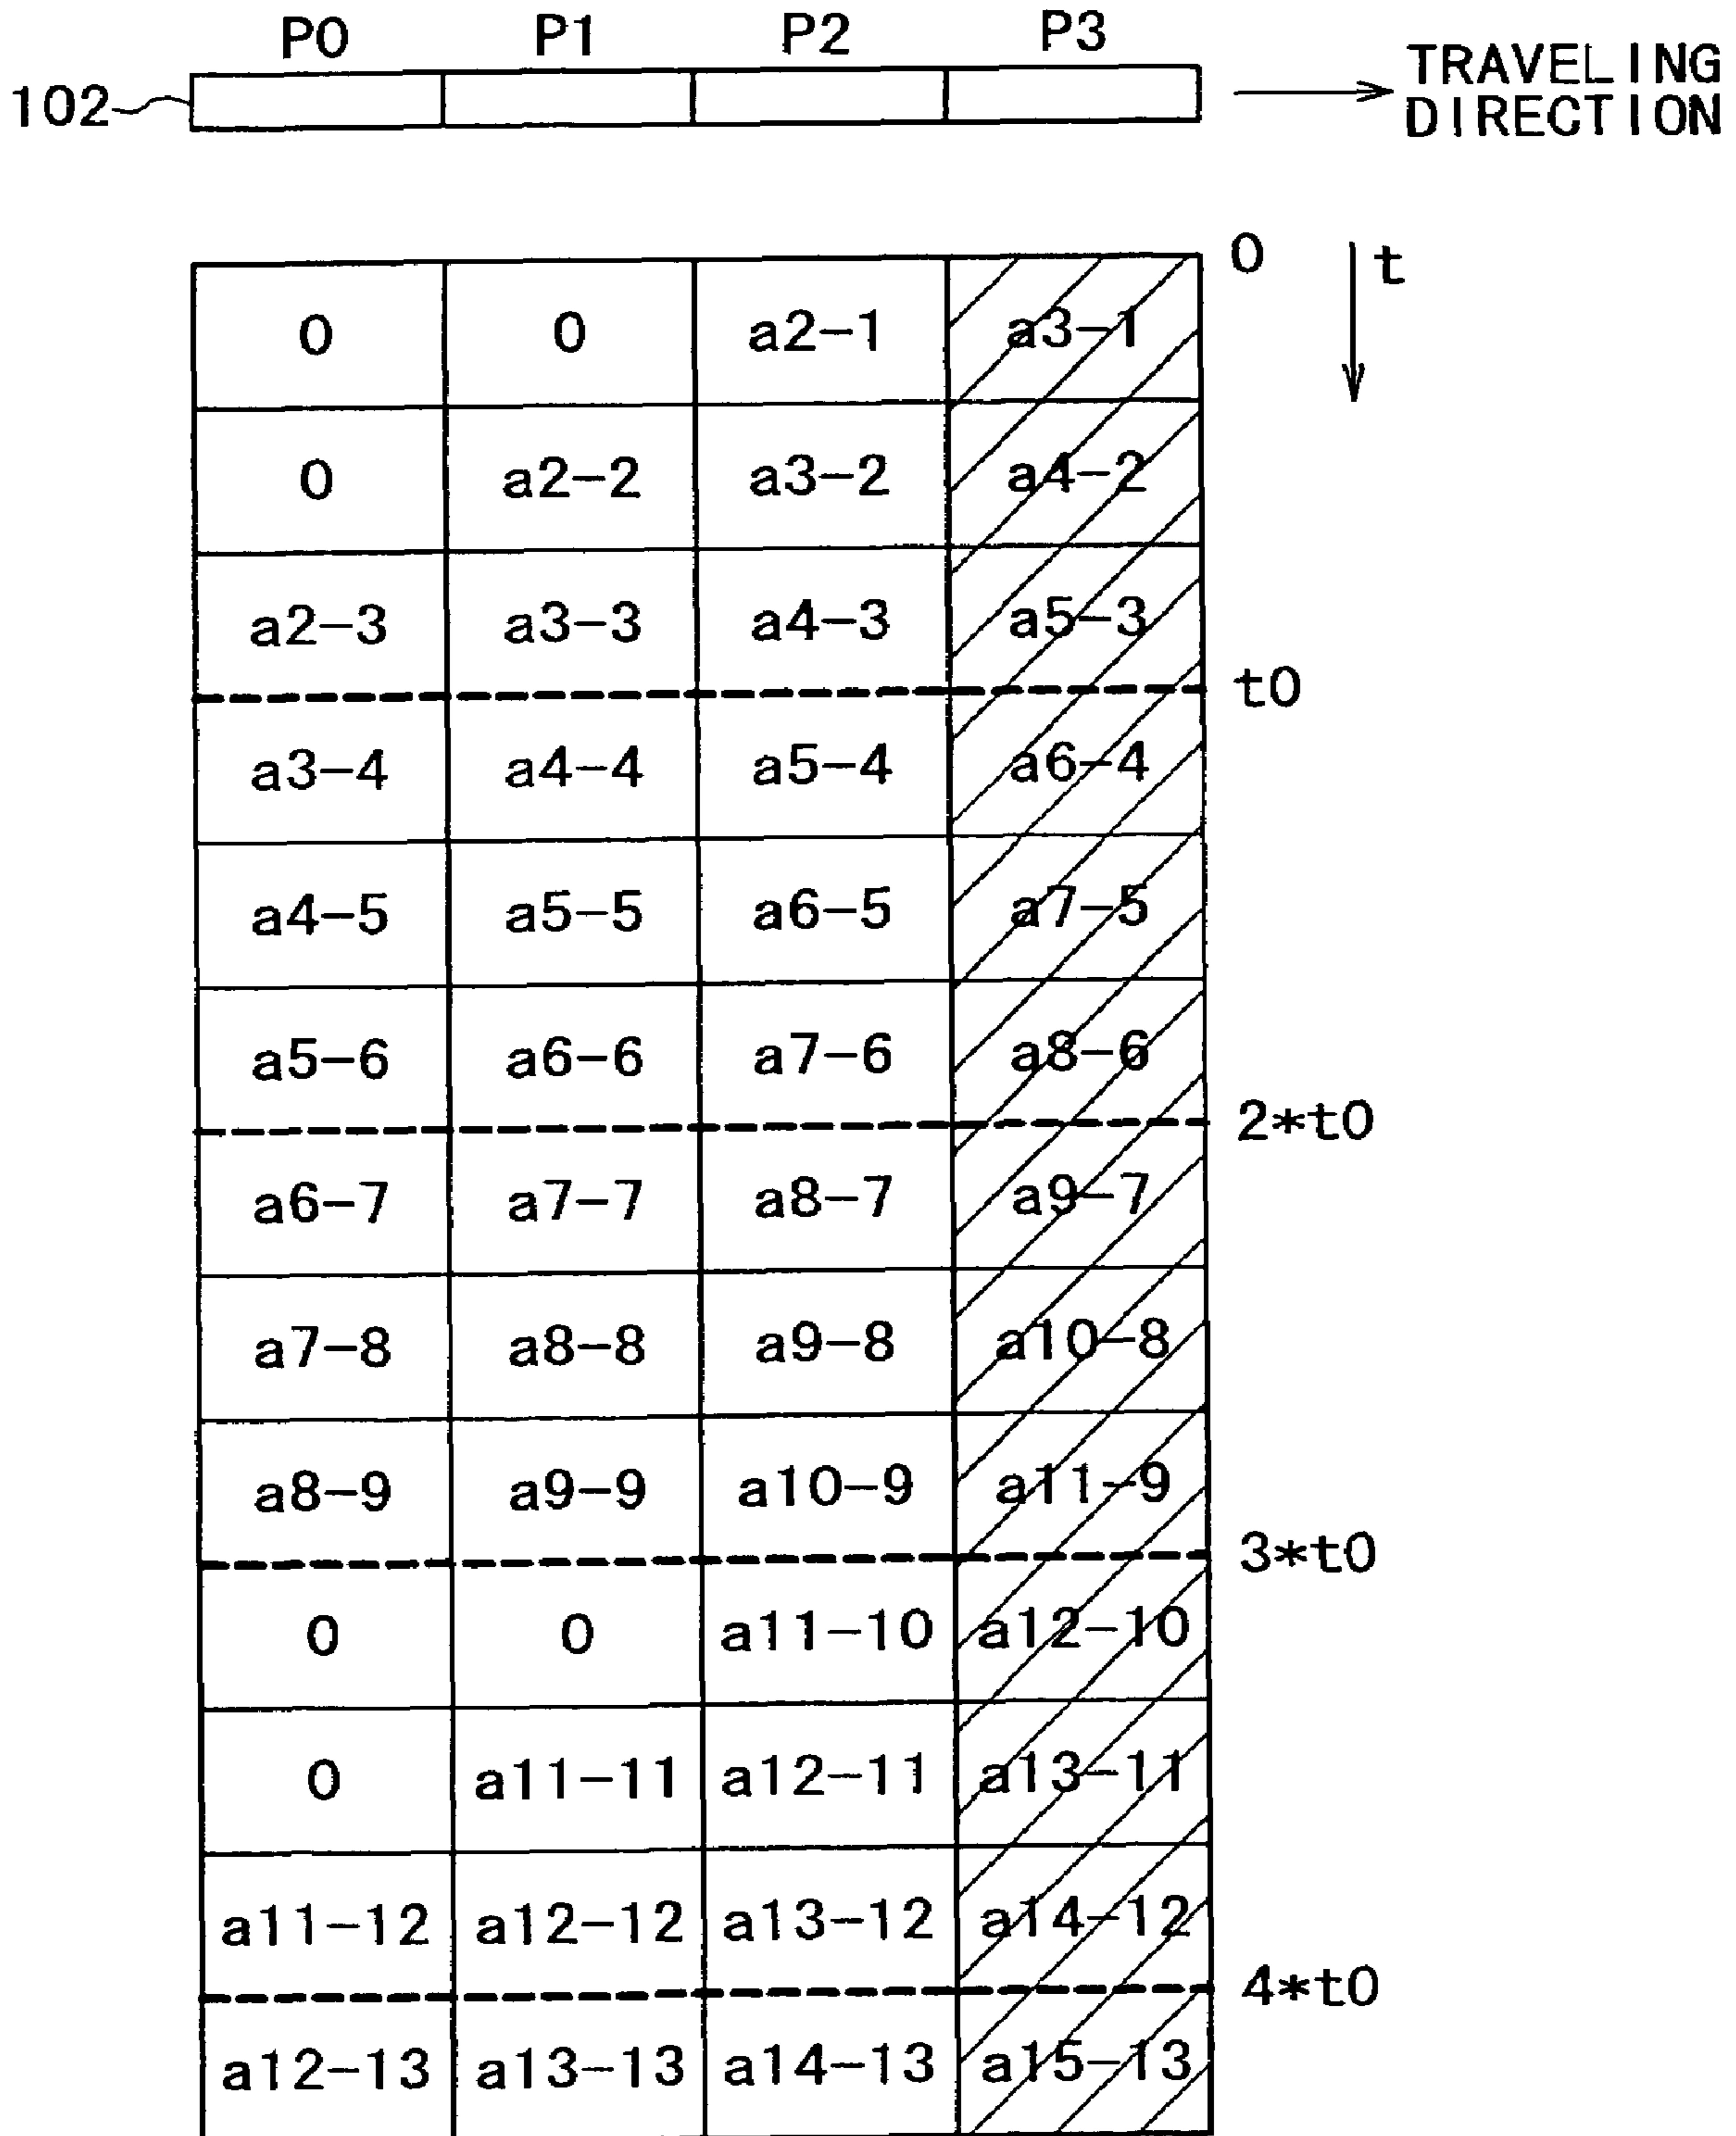 P0 P1 P2 P3
102
TRAVELING
DIRECTION
0
t
0 0 a2-1 a3-1
0 a2-2 a3-2 a4-2
a2-3 a3-3 a4-3 a5-3
t0
a3-4 a4-4 a5-4 a6-4
a4-5 a5-5 a6-5 a7-5
a5-6 a6-6 a7-6 a8-6
2*t0
a6-7 a7-7 a8-7 a9-7
a7-8 a8-8 a9-8 a10-8
a8-9 a9-9 a10-9 a11-9
3*t0
0 0 a11-10 a12-10
0 a11-11 a12-11 a13-11
a11-12 a12-12 a13-12 a14-12
4*t0
a12-13 a13-13 a14-13 a15-13